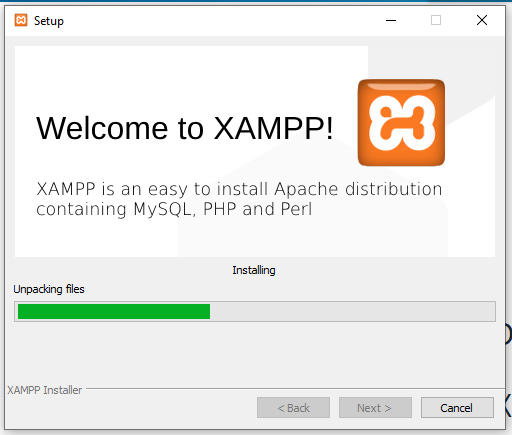 Setup
Welcome to XAMPP!
XAMPP is an easy to install Apache distribution
containing MySQL, PHP and Perl
Installing
Unpacking files
XAMPP Installer
< Back
Next >
Cancel